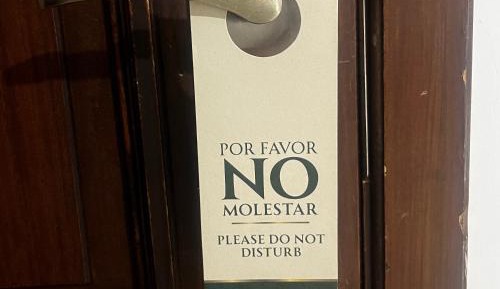 POR FAVOR
NO
MOLESTAR
PLEASE DO NOT
DISTURB